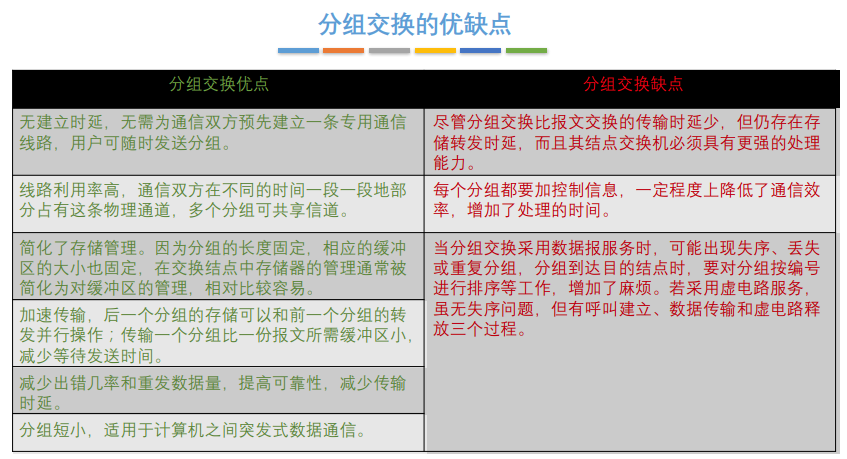 分组交换的优缺点
分组交换优点
分组交换缺点
无建立时延，无需为通信双方预先建立一条专用通信
线路，用户可随时发送分组。
尽管分组交换比报文交换的传输时延少，但仍存在存
储转发时延，而且其结点交换机必须具有更强的处理
能力。
线路利用率高，通信双方在不同的时间一段一段地部
分占有这条物理通道，多个分组可共享信道。
每个分组都要加控制信息，一定程度上降低了通信效
率，增加了处理的时间。
简化了存储管理。因为分组的长度固定，相应的缓冲
区的大小也固定，在交换结点中存储器的管理通常被
简化为对缓冲区的管理，相对比较容易。
当分组交换采用数据报服务时，可能出现失序、丢失
或重复分组，分组到达目的结点时，要对分组按编号
进行排序等工作，增加了麻烦。若采用虚电路服务，
虽无失序问题，但有呼叫建立、数据传输和虚电路释
放三个过程。
加速传输，后一个分组的存储可以和前一个分组的转
发并行操作；传输一个分组比一份报文所需缓冲区小，
减少等待发送时间。
减少出错几率和重发数据量，提高可靠性，减少传输
时延。
分组短小，适用于计算机之间突发式数据通信。